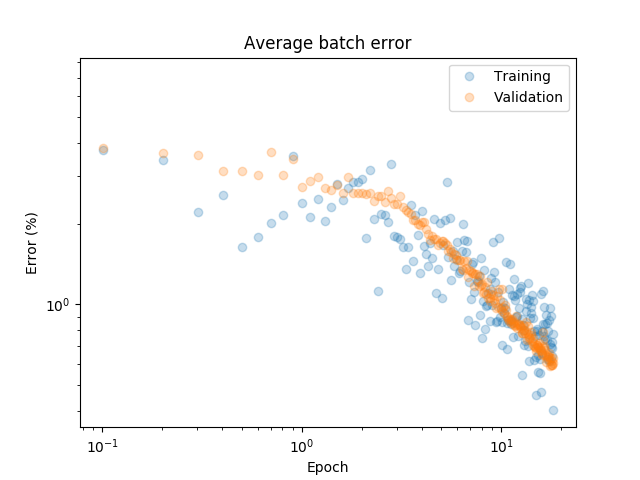 Average batch error
Training
Validation
Error (%)
10⁰
10⁻¹
10⁰
10¹
Epoch